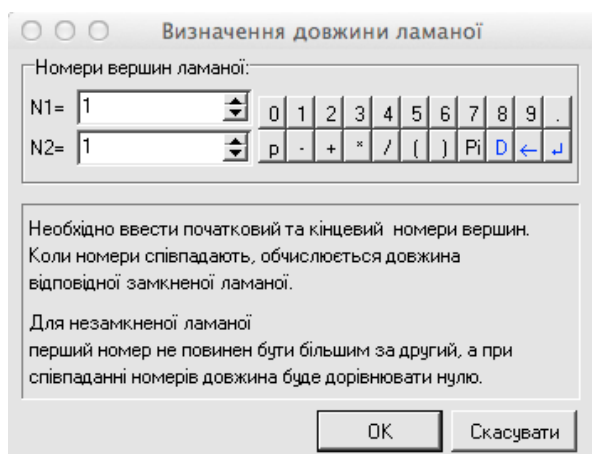 Визначення довжини ламаної
Номери вершин ламаної:
N1= 1
0 1 2 3 4 5 6 7 8 9 .
N2= 1
p - + * / ( ) Pi D ← ↲
Необхідно ввести початковий та кінцевий номери вершин.
Коли номери співпадають, обчислюється довжина
відповідної замкненої ламаної.
Для незамкненої ламаної
перший номер не повинен бути більшим за другий, а при
співпаданні номерів довжина буде дорівнювати нулю.
OK Скасувати